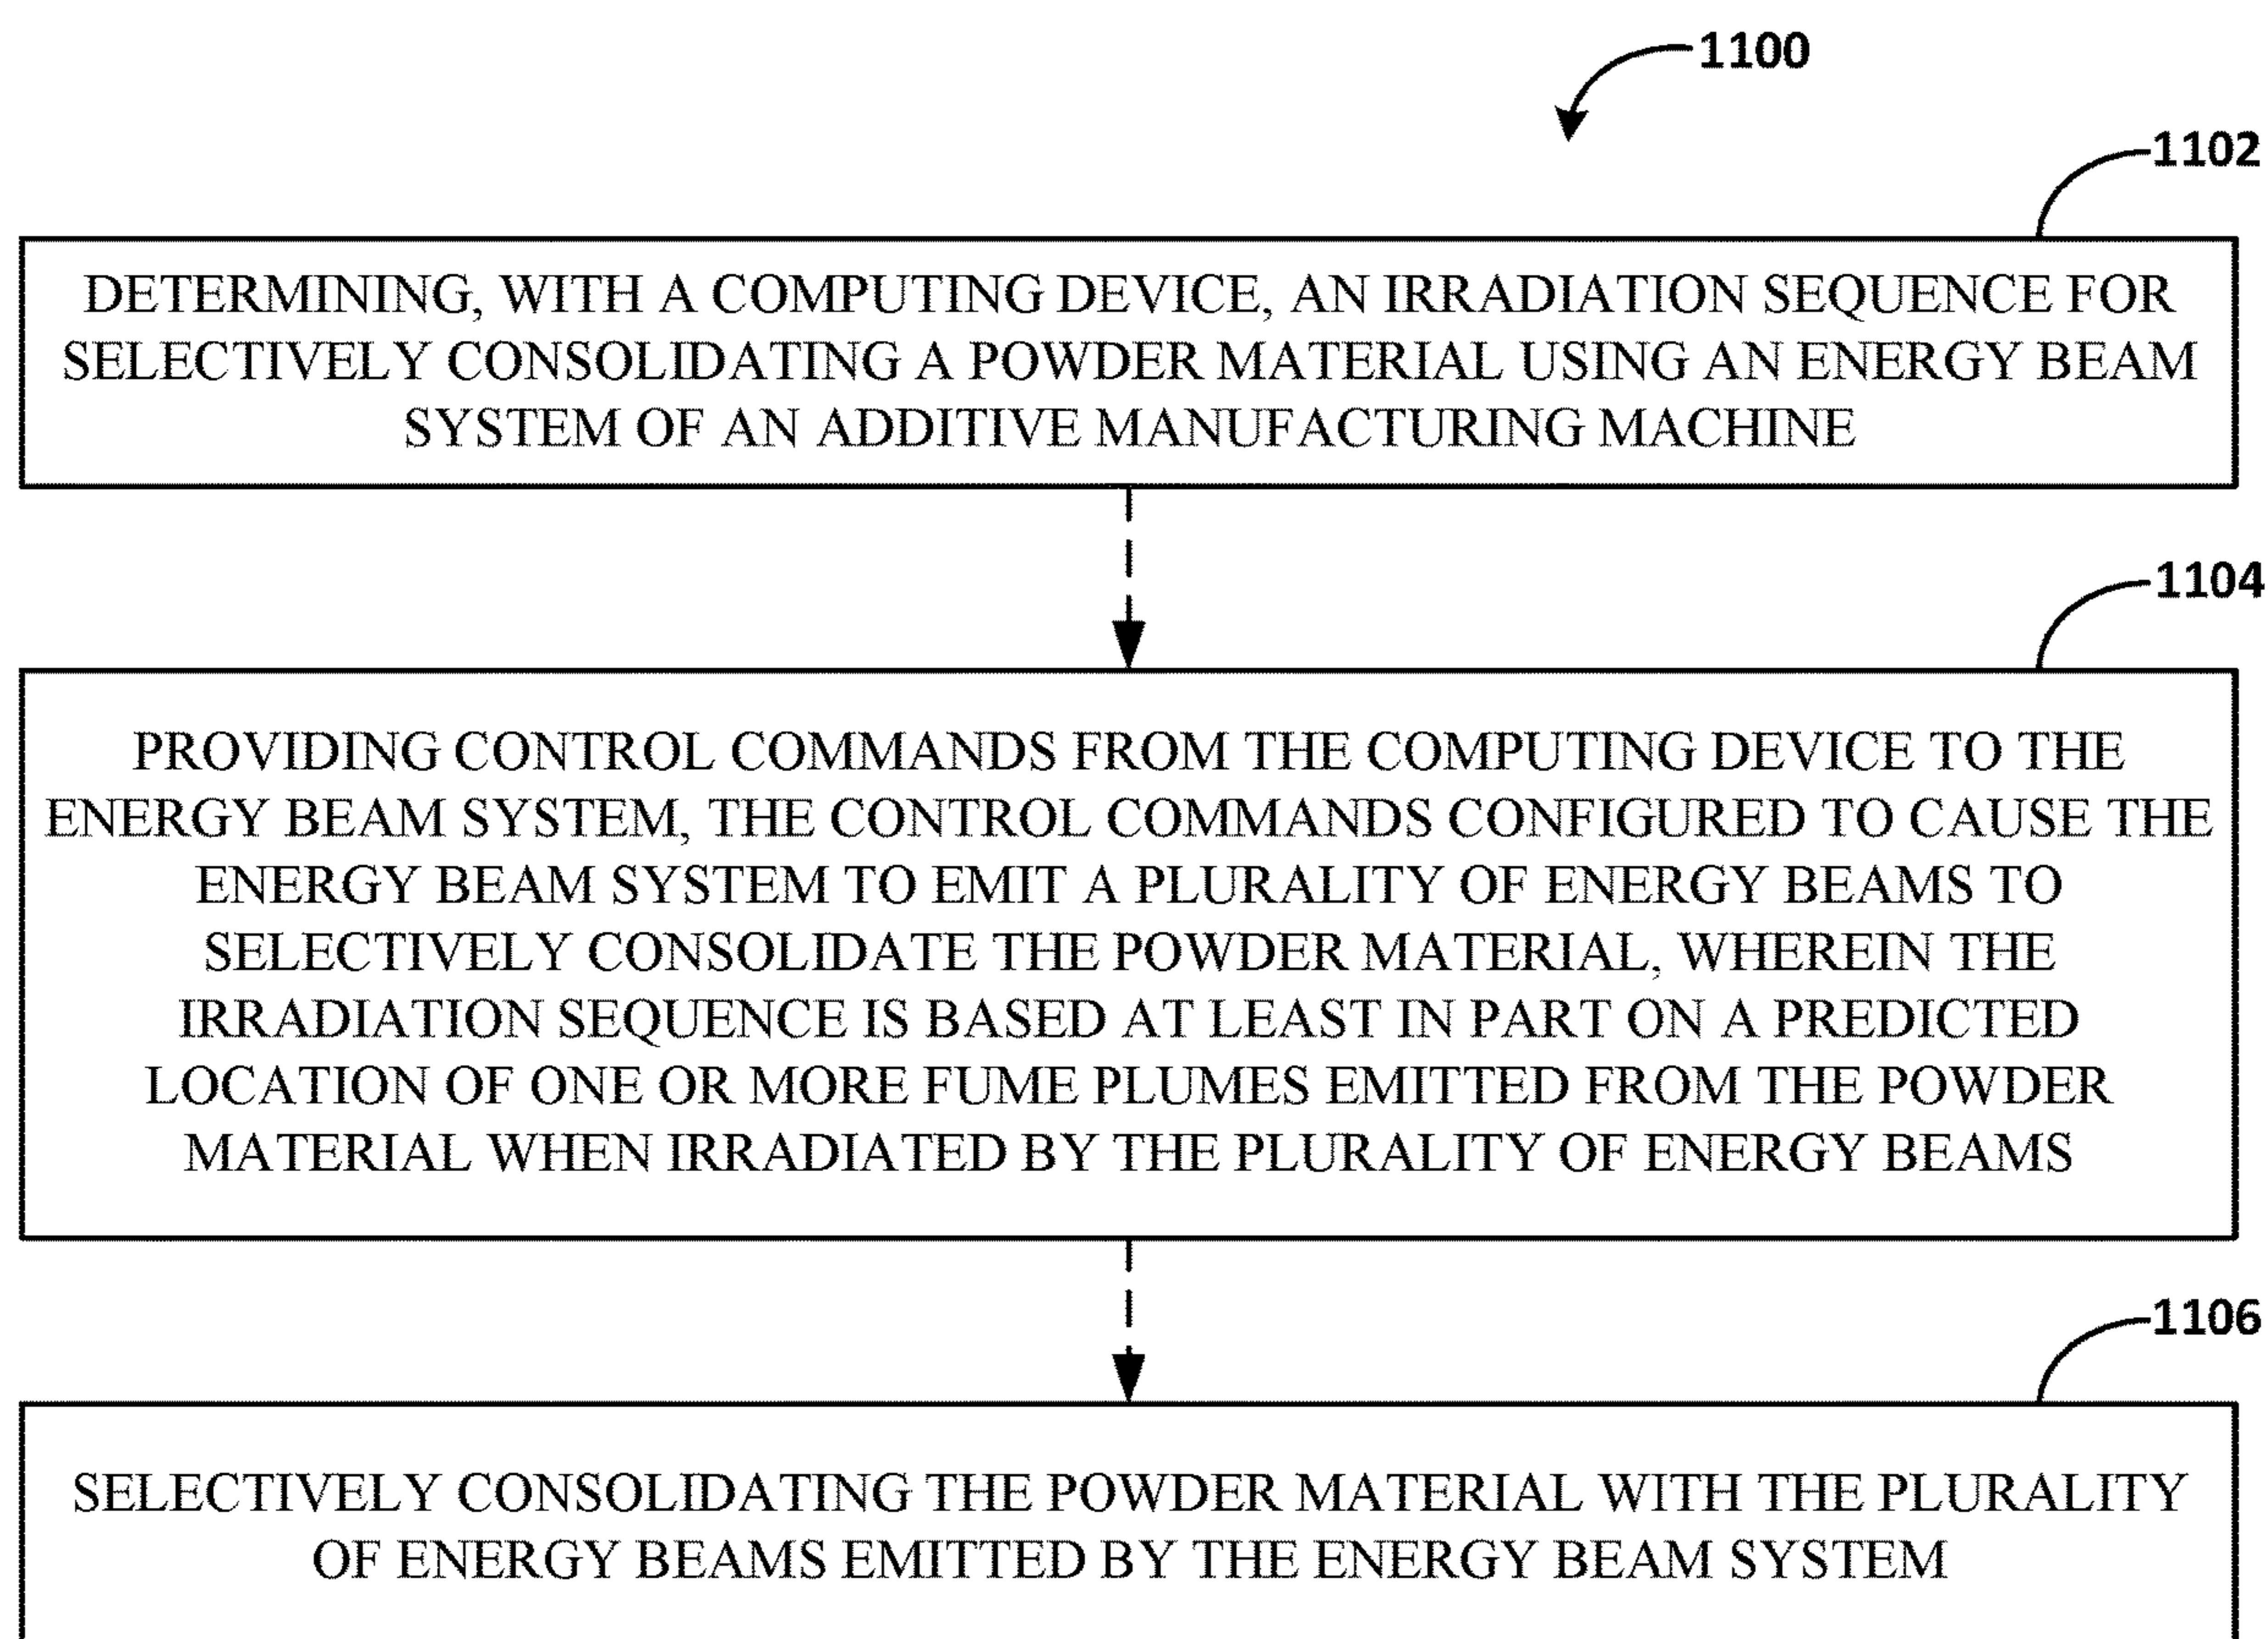 1100
1102
DETERMINING, WITH A COMPUTING DEVICE, AN IRRADIATION SEQUENCE FOR
SELECTIVELY CONSOLIDATING A POWDER MATERIAL USING AN ENERGY BEAM
SYSTEM OF AN ADDITIVE MANUFACTURING MACHINE
1104
PROVIDING CONTROL COMMANDS FROM THE COMPUTING DEVICE TO THE
ENERGY BEAM SYSTEM, THE CONTROL COMMANDS CONFIGURED TO CAUSE THE
ENERGY BEAM SYSTEM TO EMIT A PLURALITY OF ENERGY BEAMS TO
SELECTIVELY CONSOLIDATE THE POWDER MATERIAL, WHEREIN THE
IRRADIATION SEQUENCE IS BASED AT LEAST IN PART ON A PREDICTED
LOCATION OF ONE OR MORE FUME PLUMES EMITTED FROM THE POWDER
MATERIAL WHEN IRRADIATED BY THE PLURALITY OF ENERGY BEAMS
1106
SELECTIVELY CONSOLIDATING THE POWDER MATERIAL WITH THE PLURALITY
OF ENERGY BEAMS EMITTED BY THE ENERGY BEAM SYSTEM